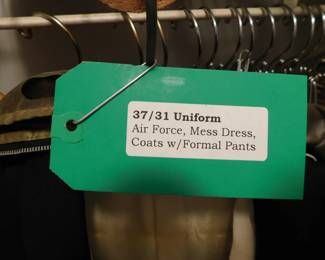 37/31 Uniform
Air Force, Mess Dress,
Coats w/Formal Pants